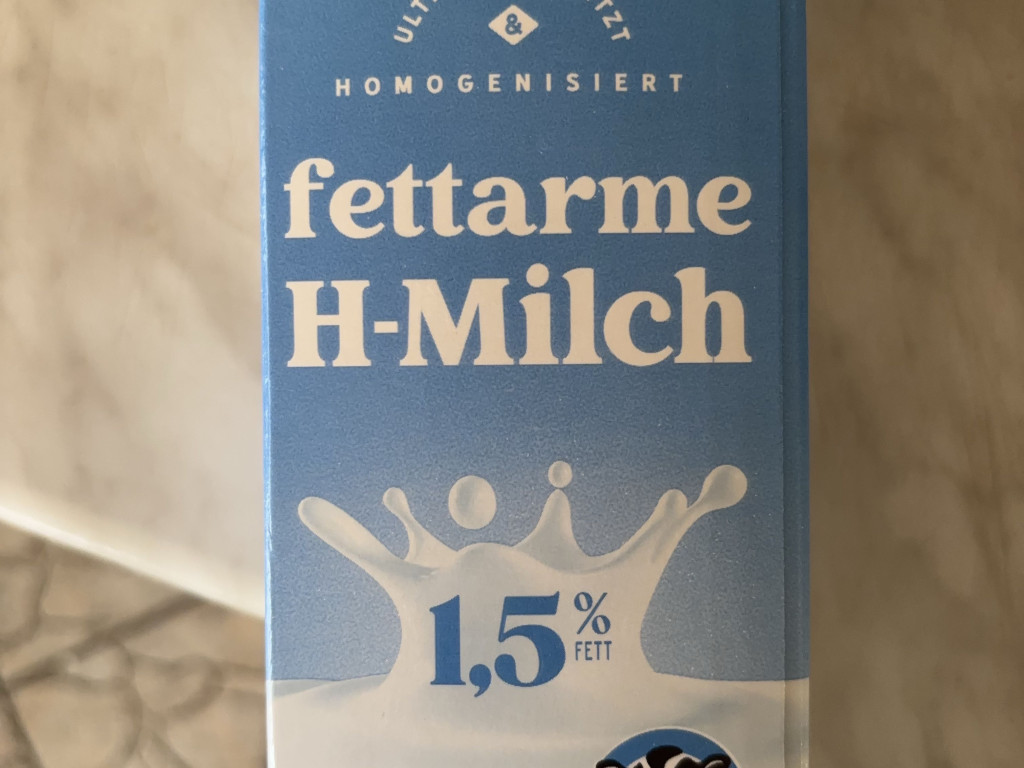 &
HOMOGENISIERT
fettarme
H-Milch
1,5 %
FETT